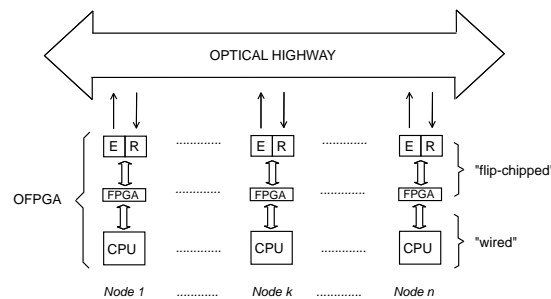 OPTICAL HIGHWAY
E R ............ E R ............ E R
"flip-chipped"
OFPGA
FPGA ............ FPGA ............ FPGA
"wired"
CPU ............ CPU ............ CPU
Node 1 ............ Node k ............. Node n